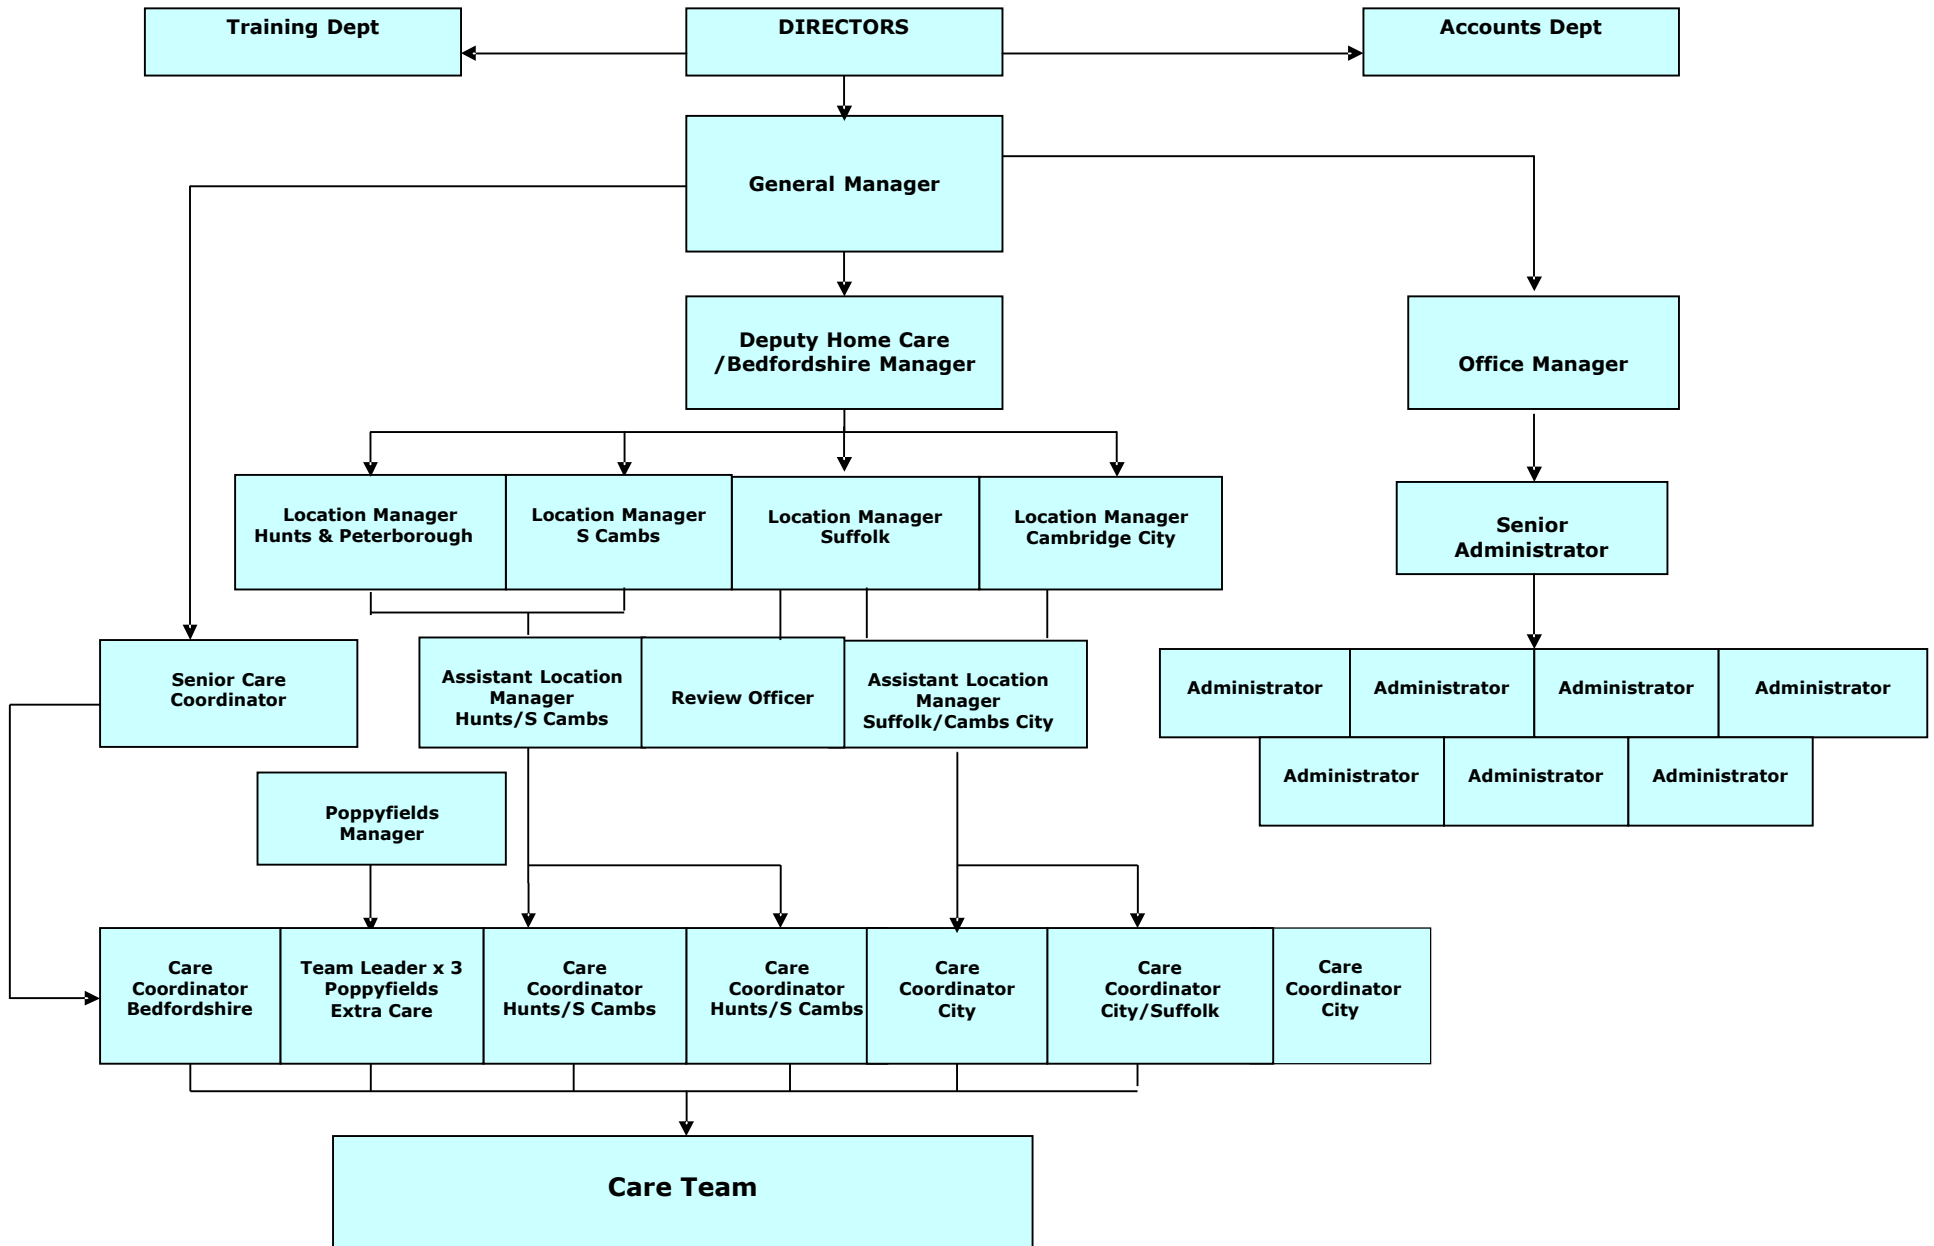 Training Dept
DIRECTORS
Accounts Dept
General Manager
Deputy Home Care
/Bedfordshire Manager
Office Manager
Location Manager
Hunts & Peterborough
Location Manager
S Cambs
Location Manager
Suffolk
Location Manager
Cambridge City
Senior
Administrator
Senior Care
Coordinator
Assistant Location
Manager
Hunts/S Cambs
Review Officer
Assistant Location
Manager
Suffolk/Cambs City
Administrator
Administrator
Administrator
Administrator
Administrator
Administrator
Administrator
Poppyfields
Manager
Care
Coordinator
Bedfordshire
Team Leader x 3
Poppyfields
Extra Care
Care
Coordinator
Hunts/S Cambs
Care
Coordinator
Hunts/S Cambs
Care
Coordinator
City
Care
Coordinator
City/Suffolk
Care
Coordinator
City
Care Team